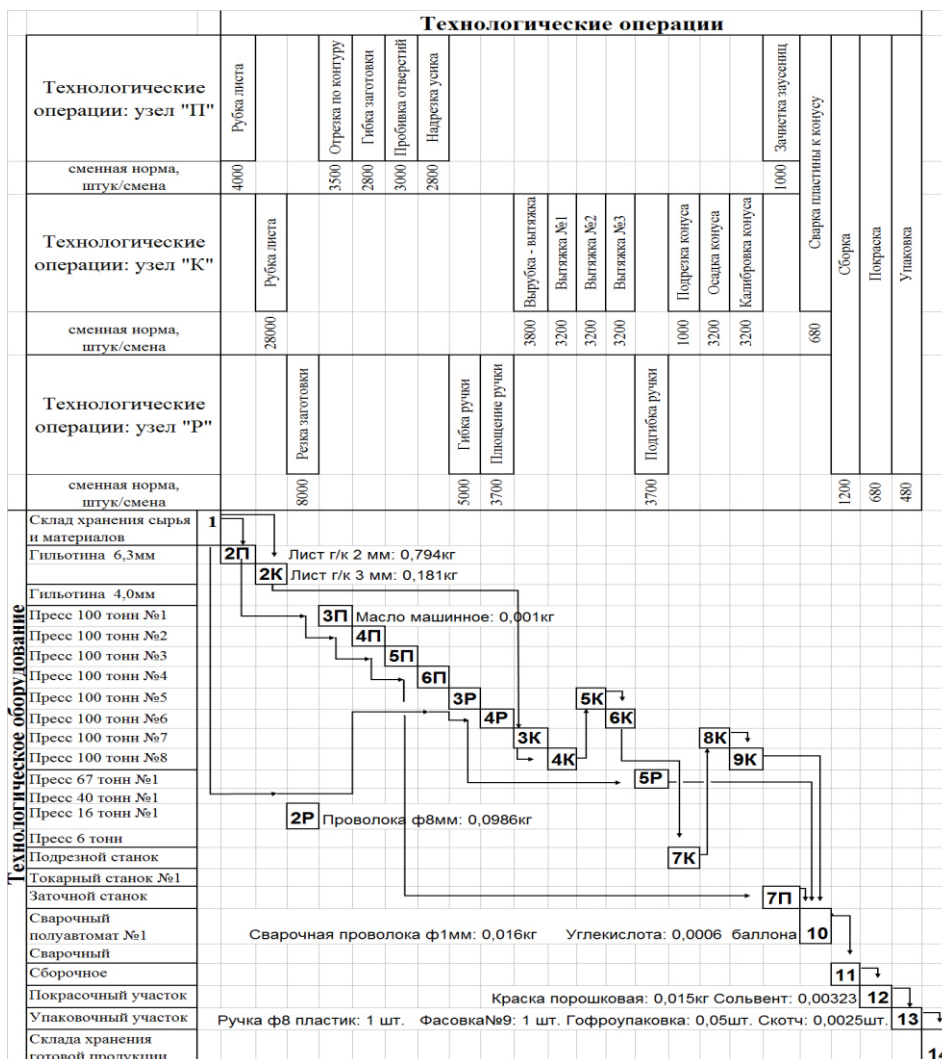 Технологические операции
Технологические
операции: узел "П"
Рубка листа
Отрезка по контуру
Гибка заготовки
Пробивка отверстий
Надрезка усика
Зачистка заусениц
сменная норма,
штук/смена
4000
3500
2800
3000
2800
1000
Технологические
операции: узел "К"
Рубка листа
Вырубка - вытяжка
Вытяжка №1
Вытяжка №2
Вытяжка №3
Подрезка конуса
Осадка конуса
Калибровка конуса
Сварка пластины к конусу
Сборка
Покраска
Упаковка
сменная норма,
штук/смена
28000
3800
3200
3200
3200
1000
3200
3200
680
Технологические
операции: узел "Р"
Резка заготовки
Гибка ручки
Плющение ручки
Подгибка ручки
сменная норма,
штук/смена
8000
5000
3700
3700
1200
680
480
Технологическое оборудование
Склад хранения сырья
и материалов
1
Гильотина 6,3мм
2П
Лист г/к 2 мм: 0,794кг
2К
Лист г/к 3 мм: 0,181кг
Гильотина 4,0мм
Пресс 100 тонн №1
3П
Масло машинное: 0,001кг
Пресс 100 тонн №2
4П
Пресс 100 тонн №3
5П
Пресс 100 тонн №4
6П
Пресс 100 тонн №5
3Р
5К
Пресс 100 тонн №6
4Р
6К
Пресс 100 тонн №7
3К
8К
Пресс 100 тонн №8
4К
9К
Пресс 67 тонн №1
5Р
Пресс 40 тонн №1
Пресс 16 тонн №1
2Р
Проволока ф8мм: 0,0986кг
Пресс 6 тонн
Подрезной станок
7К
Токарный станок №1
Заточной станок
7П
Сварочный
полуавтомат №1
Сварочная проволока ф1мм: 0,016кг
Углекислота: 0,0006 баллона
10
Сварочный
Сборочное
11
Покрасочный участок
Краска порошковая: 0,015кг Сольвент: 0,00323
12
Упаковочный участок
Ручка ф8 пластик: 1 шт. Фасовка№9: 1 шт. Гофроупаковка: 0,05шт. Скотч: 0,0025шт.
13
Склада хранения
готовой продукции
14